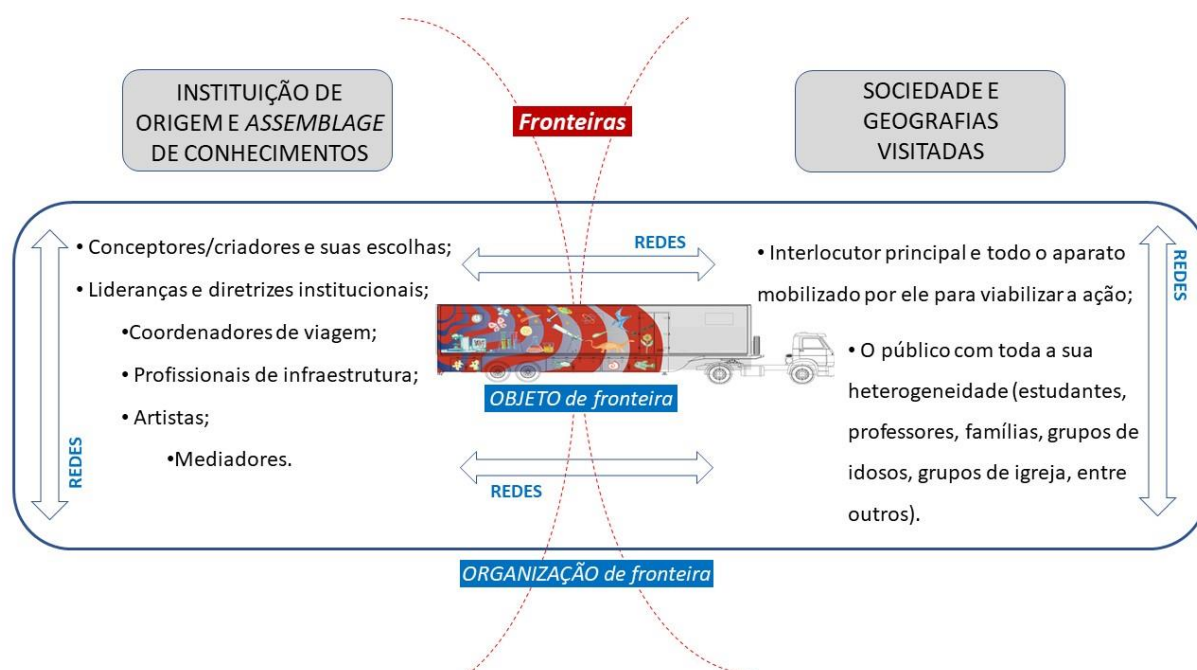 INSTITUIÇÃO DE
ORIGEM E ASSEMBLAGE
DE CONHECIMENTOS
Fronteiras
SOCIEDADE E
GEOGRAFIAS
VISITADAS
REDES
• Conceptores/criadores e suas escolhas;
• Lideranças e diretrizes institucionais;
•Coordenadores de viagem;
• Profissionais de infraestrutura;
• Artistas;
•Mediadores.
REDES
OBJETO de fronteira
REDES
• Interlocutor principal e todo o aparato
mobilizado por ele para viabilizar a ação;
• O público com toda a sua
heterogeneidade (estudantes,
professores, famílias, grupos de
idosos, grupos de igreja, entre
outros).
REDES
ORGANIZAÇÃO de fronteira